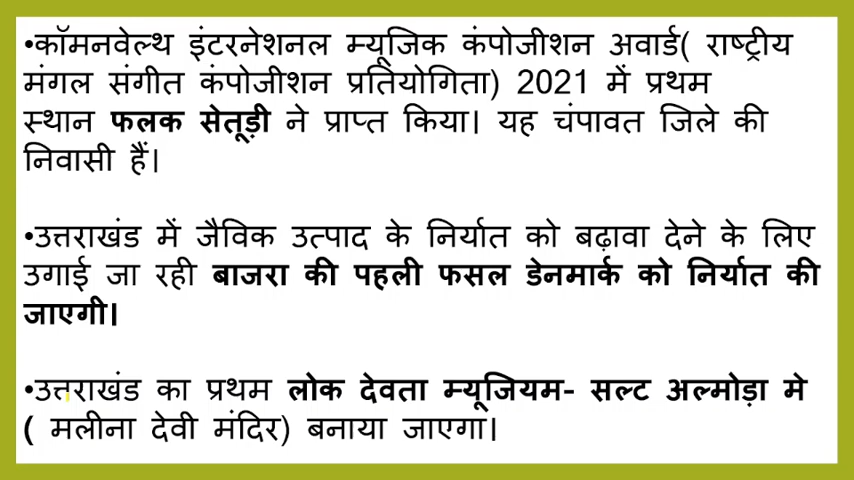 •कॉमनवेल्थ इंटरनेशनल म्यूजिक कंपोजीशन अवार्ड( राष्ट्रीय
मंगल संगीत कंपोजीशन प्रतियोगिता) 2021 में प्रथम
स्थान फलक सेतूड़ी ने प्राप्त किया। यह चंपावत जिले की
निवासी हैं।
•उत्तराखंड में जैविक उत्पाद के निर्यात को बढ़ावा देने के लिए
उगाई जा रही बाजरा की पहली फसल डेनमार्क को निर्यात की
जाएगी।
•उत्तराखंड का प्रथम लोक देवता म्यूजियम- सल्ट अल्मोड़ा मे
( मलीना देवी मंदिर) बनाया जाएगा।